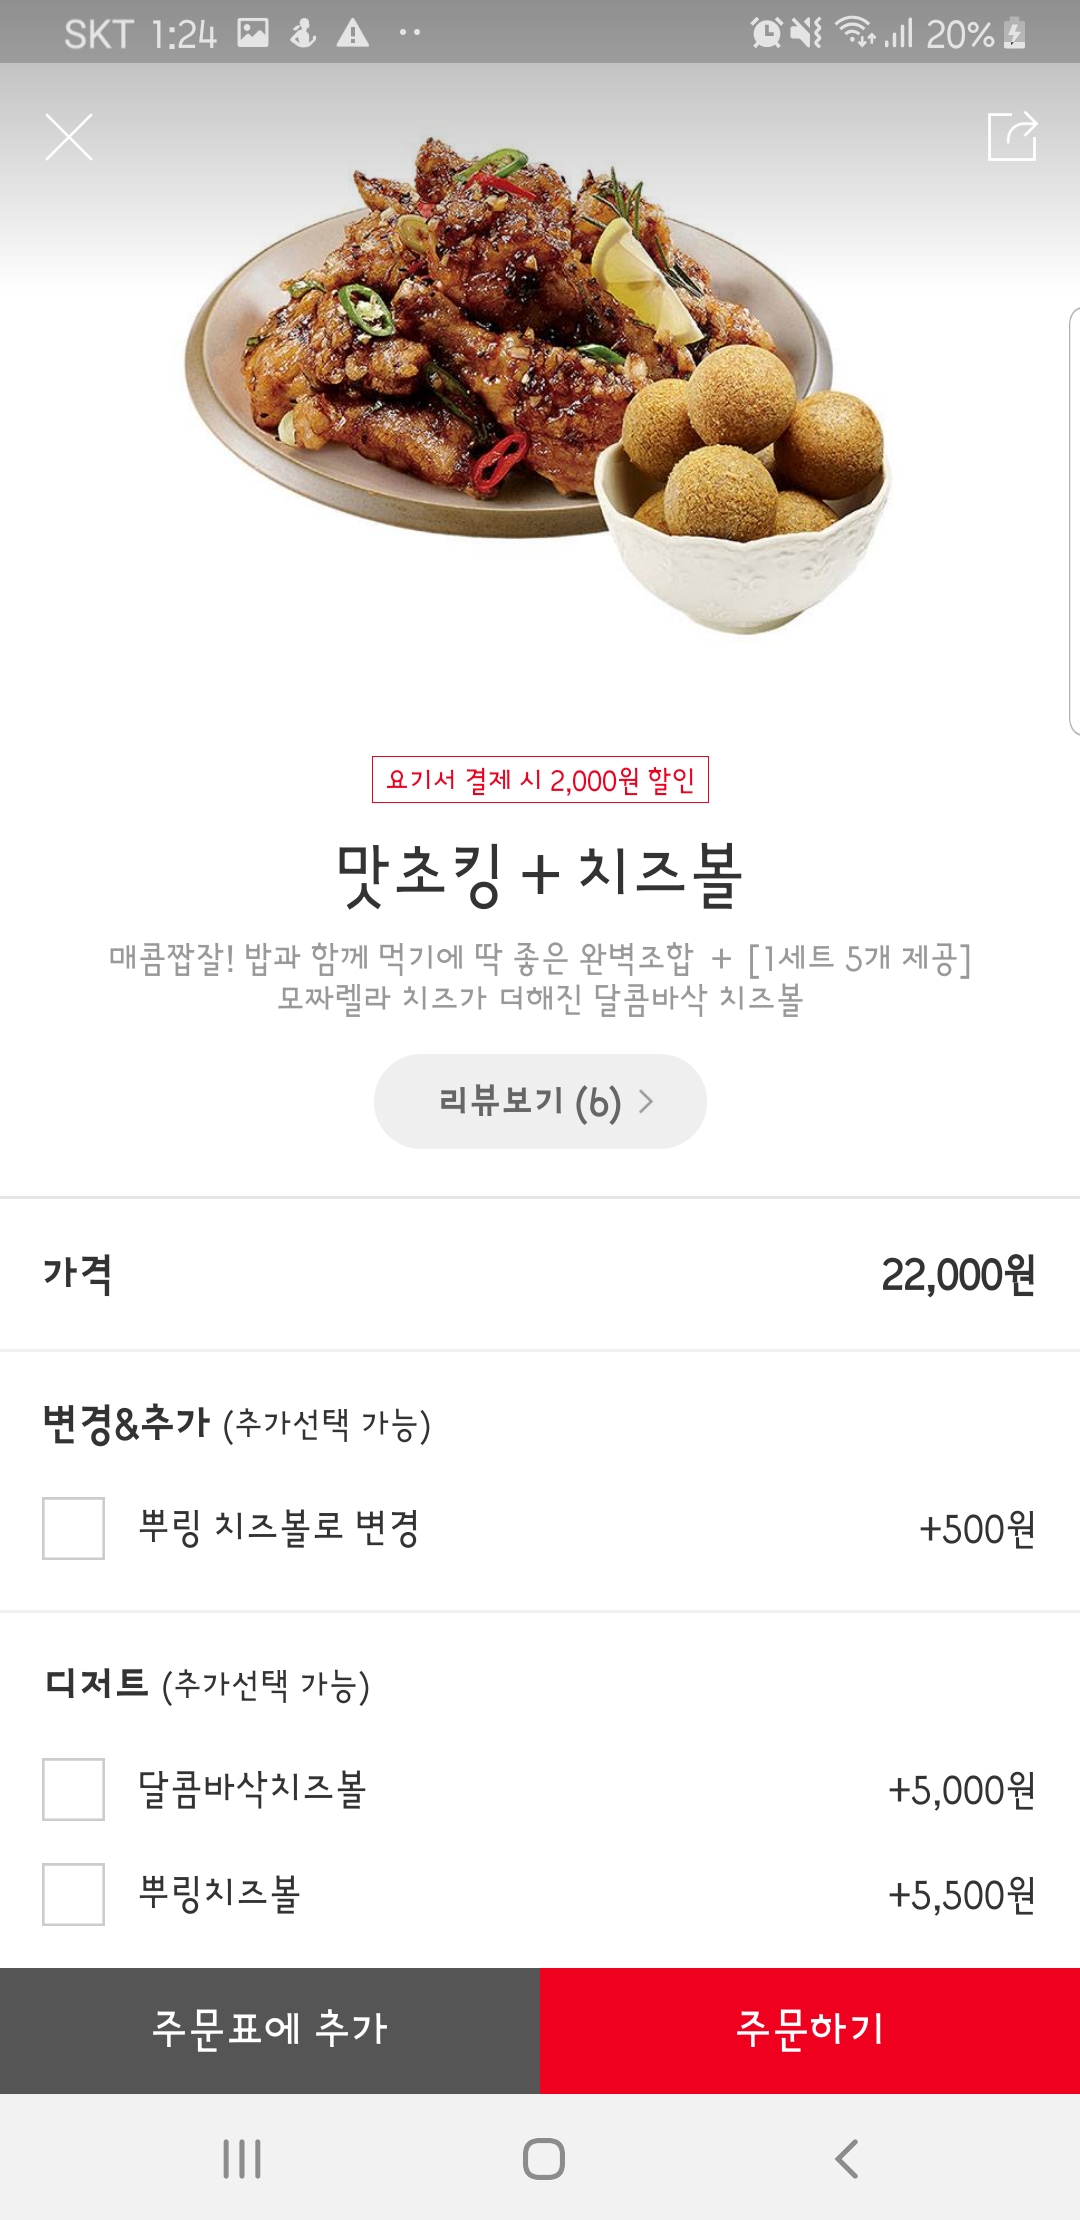 SKT 1:24
20%
요기서 결제 시 2,000원 할인
맛초킹 + 치즈볼
매콤짭잘! 밥과 함께 먹기에 딱 좋은 완벽조합 + [1세트 5개 제공]
모짜렐라 치즈가 더해진 달콤바삭 치즈볼
리뷰보기 (6)
가격 22,000원
변경&추가 (추가선택 가능)
뿌링 치즈볼로 변경 +500원
디저트 (추가선택 가능)
달콤바삭치즈볼 +5,000원
뿌링치즈볼 +5,500원
주문표에 추가 주문하기